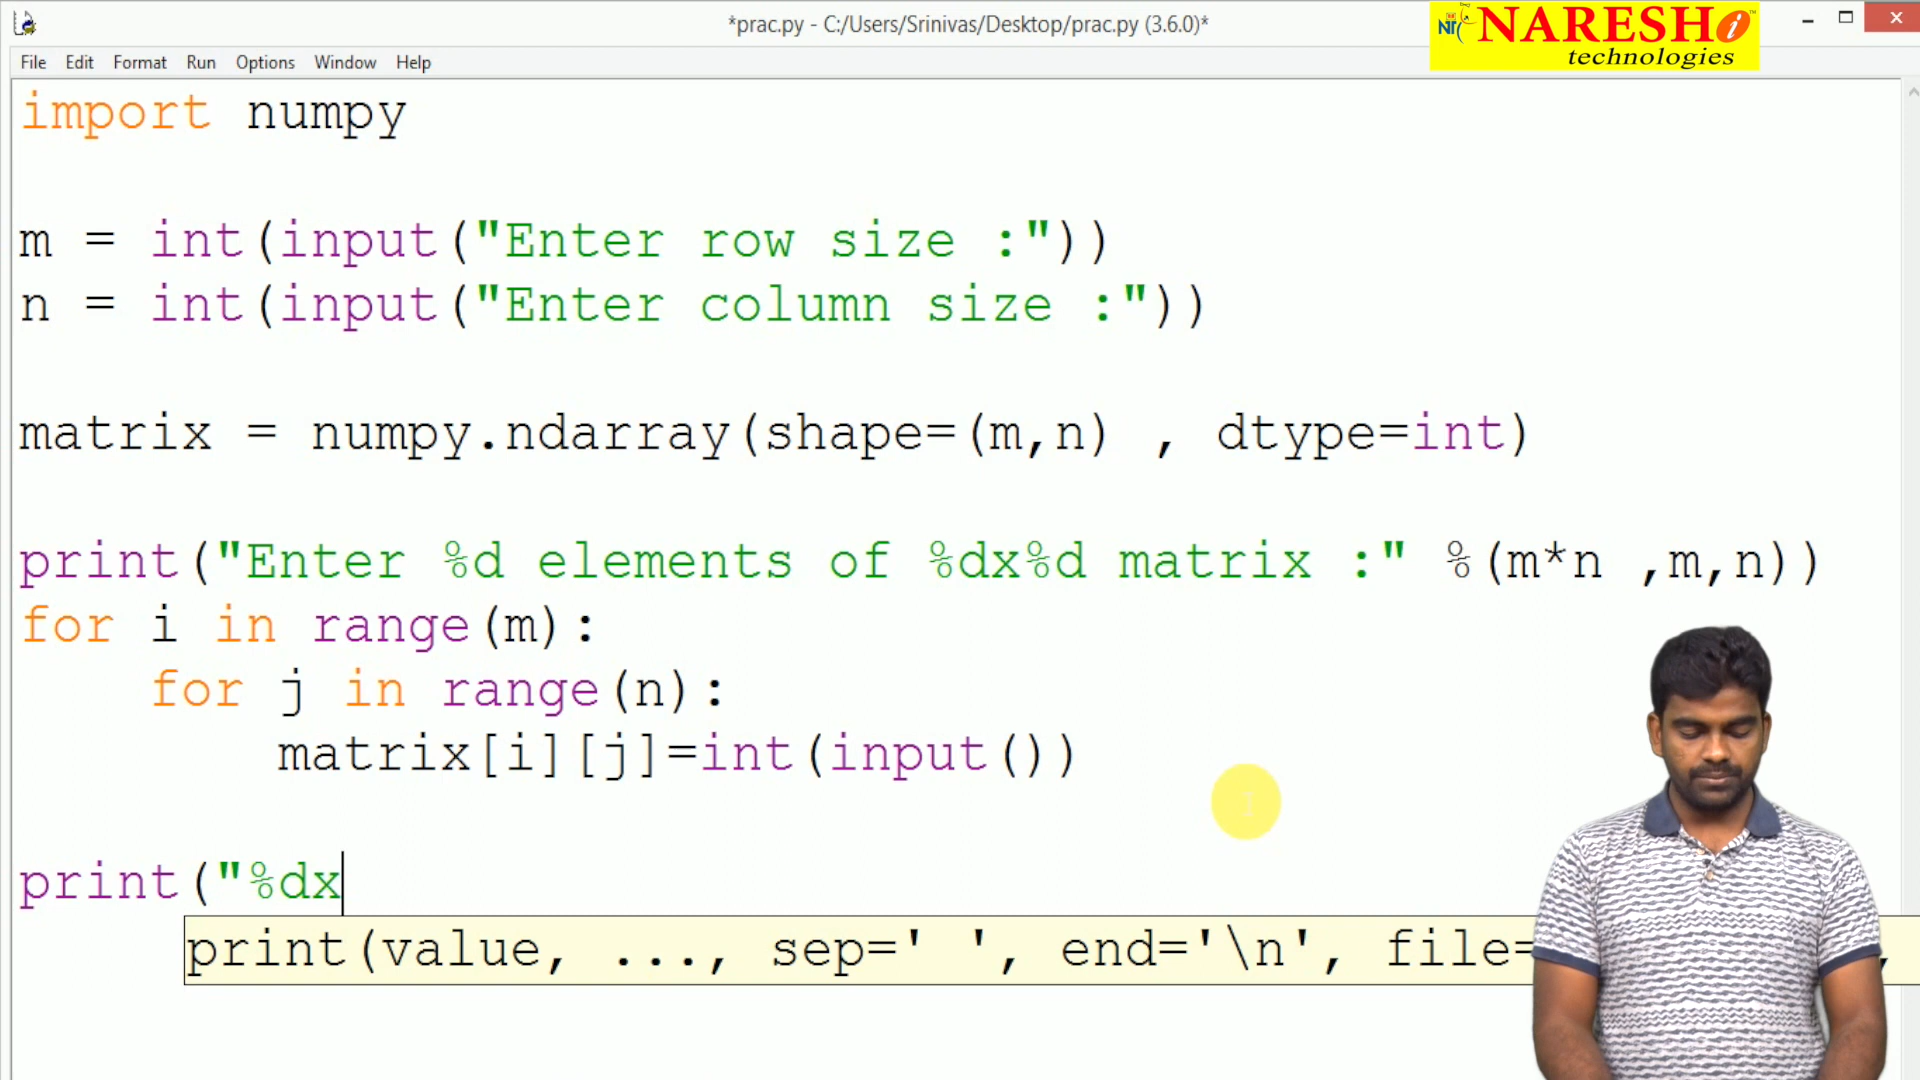 *prac.py - C:/Users/Srinivas/Desktop/prac.py (3.6.0)*
NARESH i
technologies
File Edit Format Run Options Window Help
import numpy
m = int(input("Enter row size :"))
n = int(input("Enter column size :"))
matrix = numpy.ndarray(shape=(m,n) , dtype=int)
print("Enter %d elements of %dx%d matrix :" %(m*n ,m,n))
for i in range(m):
    for j in range(n):
        matrix[i][j]=int(input())
print("%dx
print(value, ..., sep=' ', end='\n', file=